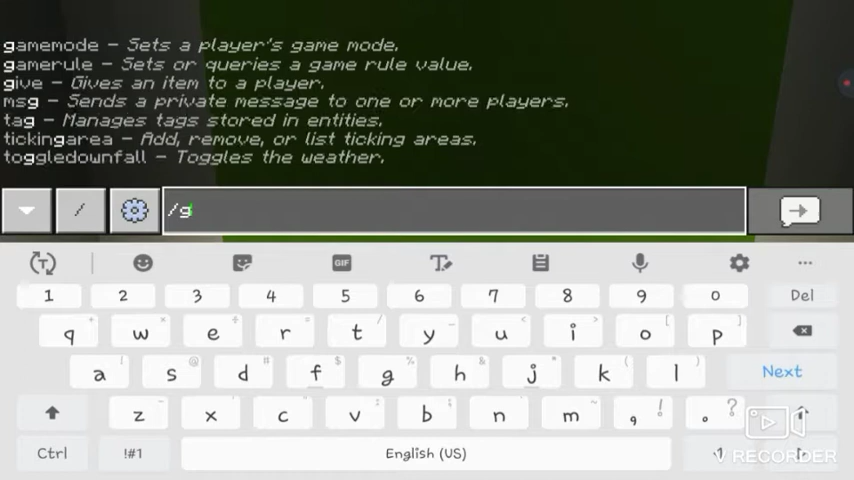 gamemode – Sets a player's game mode.
gamerule – Sets or queries a game rule value.
give – Gives an item to a player.
msg – Sends a private message to one or more players.
tag – Manages tags stored in entities.
tickingarea – Add, remove, or list ticking areas.
toggledownfall – Toggles the weather.
/ /g
T GIF T
1 2 3 4 5 6 7 8 9 0 Del
q w e r t y u i o p
a s d f g h j k l Next
z x c v b n m , ! . ?
Ctrl !#1 English (US)
V RECORDER